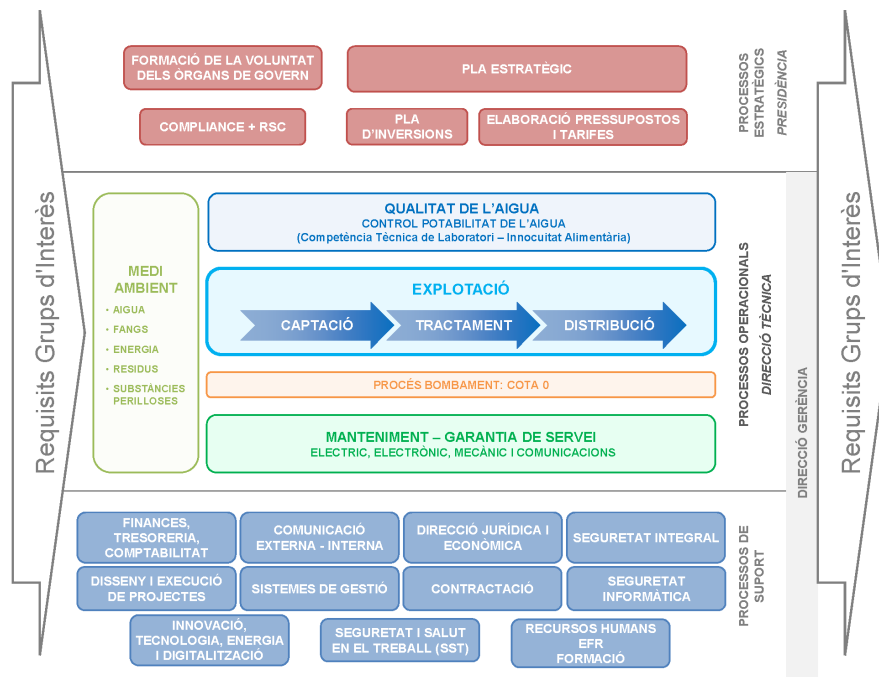 Requisits Grups d'Interès
FORMACIÓ DE LA VOLUNTAT
DELS ÒRGANS DE GOVERN
PLA ESTRATÉGIC
COMPLIANCE + RSC
PLA
D'INVERSIONS
ELABORACIÓ PRESSUPOSTOS
I TARIFES
PROCESSOS
ESTRATÈGICS
PRESIDÈNCIA
MEDI
AMBIENT
• AIGUA
• FANGS
• ENERGIA
• RESIDUS
• SUBSTÀNCIES
PERILLOSES
QUALITAT DE L'AIGUA
CONTROL POTABILITAT DE L'AIGUA
(Competència Tècnica de Laboratori – Innocuitat Alimentària)
EXPLOTACIÓ
CAPTACIÓ
TRACTAMENT
DISTRIBUCIÓ
PROCÉS BOMBAMENT: COTA 0
MANTENIMENT – GARANTIA DE SERVEI
ELECTRIC, ELECTRÒNIC, MECÀNIC I COMUNICACIONS
PROCESSOS OPERACIONALS
DIRECCIÓ TÈCNICA
DIRECCIÓ GERÈNCIA
FINANCES,
TRESORERIA,
COMPTABILITAT
COMUNICACIÓ
EXTERNA - INTERNA
DIRECCIÓ JURÍDICA I
ECONÒMICA
SEGURETAT INTEGRAL
DISSENY I EXECUCIÓ
DE PROJECTES
SISTEMES DE GESTIÓ
CONTRACTACIÓ
SEGURETAT
INFORMÀTICA
INNOVACIÓ,
TECNOLOGIA, ENERGIA
I DIGITALITZACIÓ
SEGURETAT I SALUT
EN EL TREBALL (SST)
RECURSOS HUMANS
EFR
FORMACIÓ
PROCESSOS DE
SUPORT
Requisits Grups d'Interès